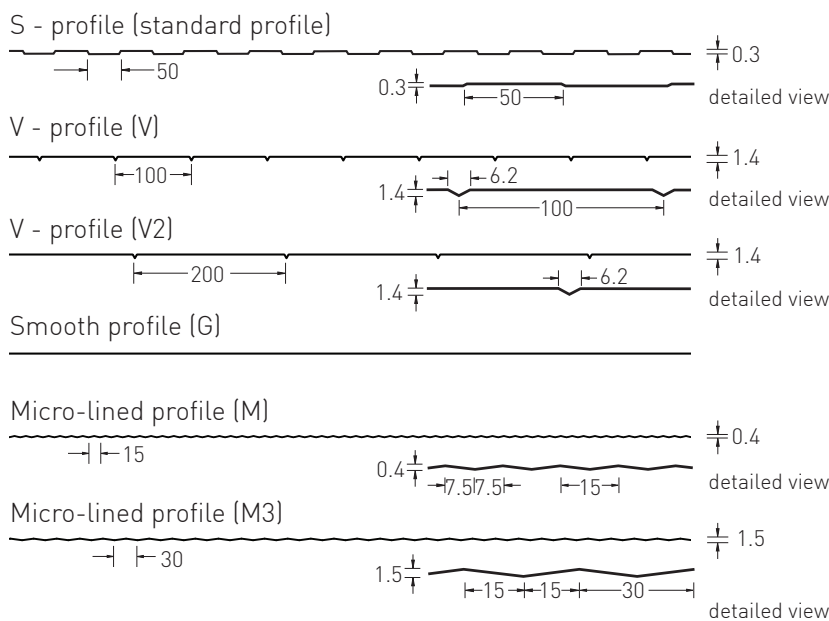 S - profile (standard profile)
0.3
50
0.3
50
detailed view
V - profile (V)
1.4
100
6.2
1.4
100
detailed view
V - profile (V2)
1.4
200
6.2
1.4
detailed view
Smooth profile (G)
Micro-lined profile (M)
0.4
15
0.4
7.5 7.5 15
detailed view
Micro-lined profile (M3)
1.5
30
1.5
15 15 30
detailed view